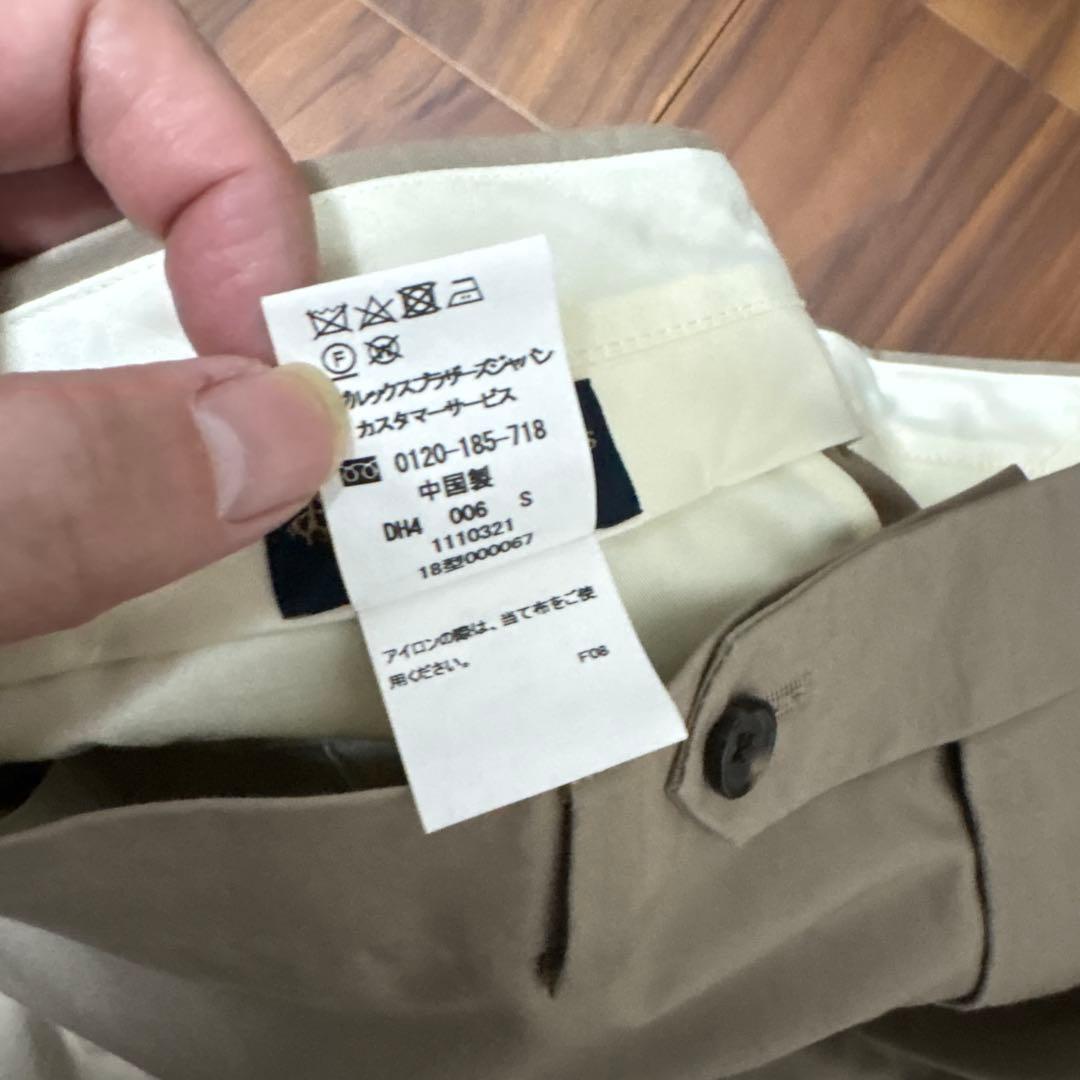 F
W
ルックスブラザーズジャパン
カスタマーサービス
0120-185-718
中国製
DH4 006 S
1110321
18型000067
アイロンの際は、当て布をご使
用ください。
F08
S